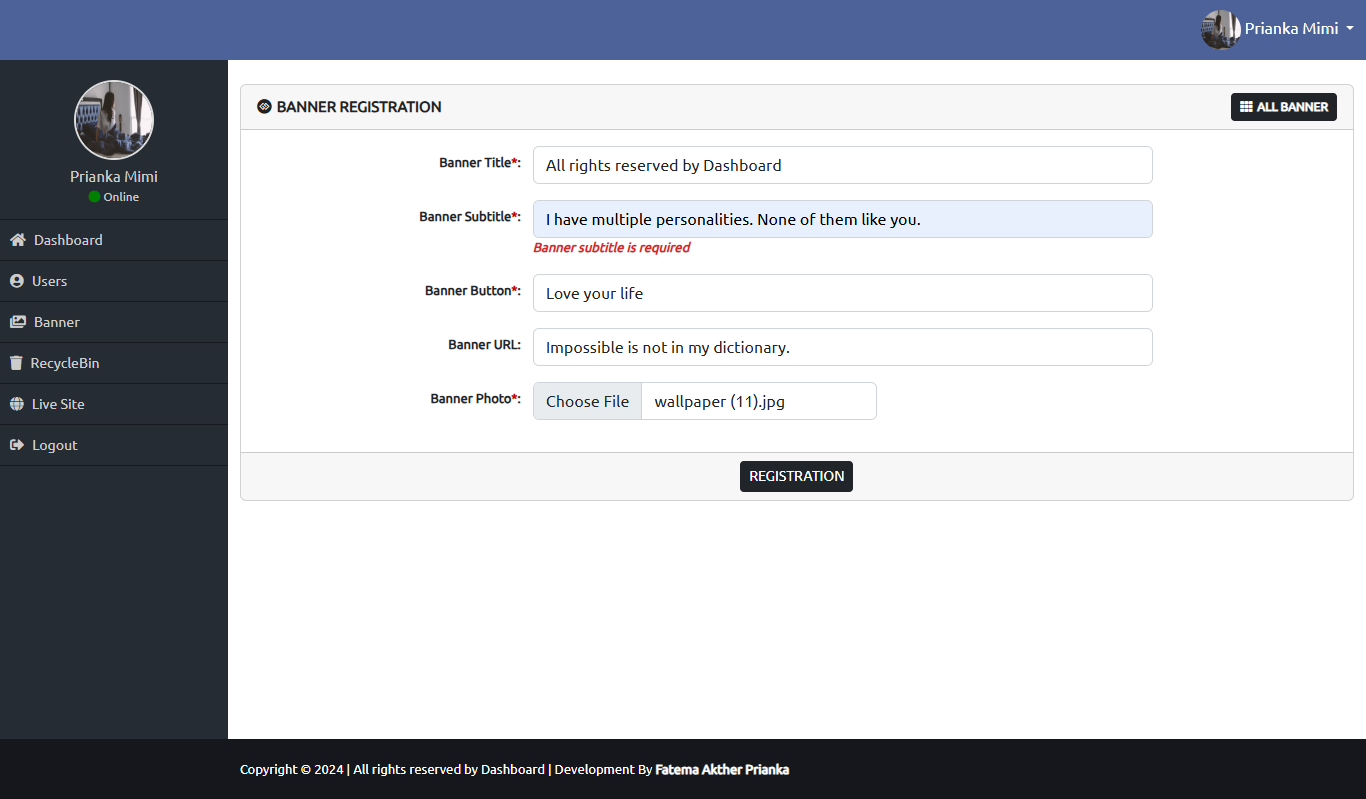 Prianka Mimi
Prianka Mimi
Online
Dashboard
Users
Banner
RecycleBin
Live Site
Logout
BANNER REGISTRATION
ALL BANNER
Banner Title*: All rights reserved by Dashboard
Banner Subtitle*: I have multiple personalities. None of them like you.
Banner subtitle is required
Banner Button*: Love your life
Banner URL: Impossible is not in my dictionary.
Banner Photo*: Choose File wallpaper (11).jpg
REGISTRATION
Copyright © 2024 | All rights reserved by Dashboard | Development By Fatema Akther Prianka